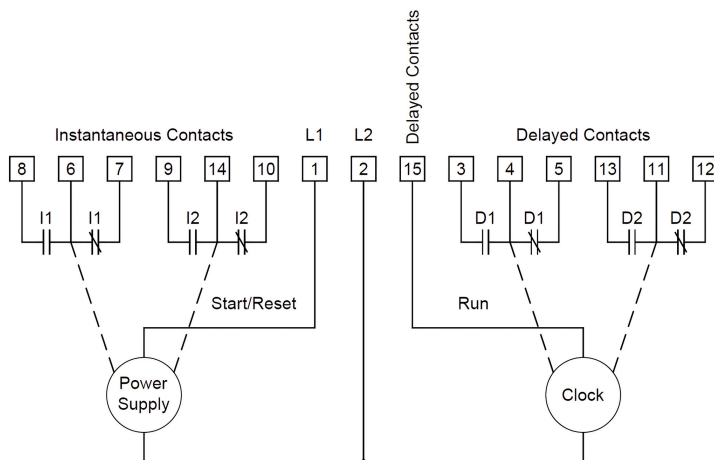 Delayed Contacts
Instantaneous Contacts L1 L2 Delayed Contacts
8 6 7 9 14 10 1 2 15 3 4 5 13 11 12
I1 I1 I2 I2 D1 D1 D2 D2
Start/Reset Run
Power
Supply
Clock